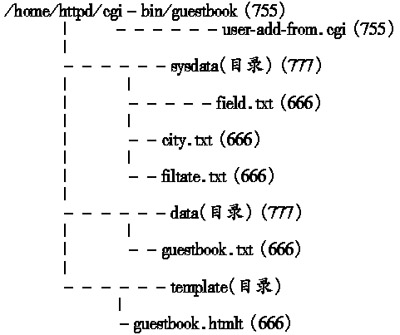 /home/httpd/cgi-bin/guestbook (755)
user-add-from.cgi (755)
sysdata(目录) (777)
field.txt (666)
city.txt (666)
filtate.txt (666)
data(目录) (777)
guestbook.txt (666)
template(目录)
guestbook.htmlt (666)